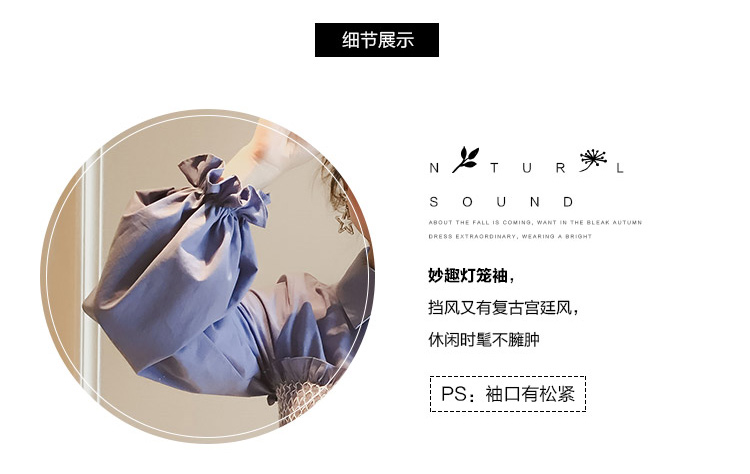 细节展示
NATURAL
SOUND
ABOUT THE FALL IS COMING, WANT IN THE BLEAK AUTUMN
DRESS EXTRAORDINARY, WEARING A BRIGHT
妙趣灯笼袖，
挡风又有复古宫廷风，
休闲时髦不臃肿
PS：袖口有松紧